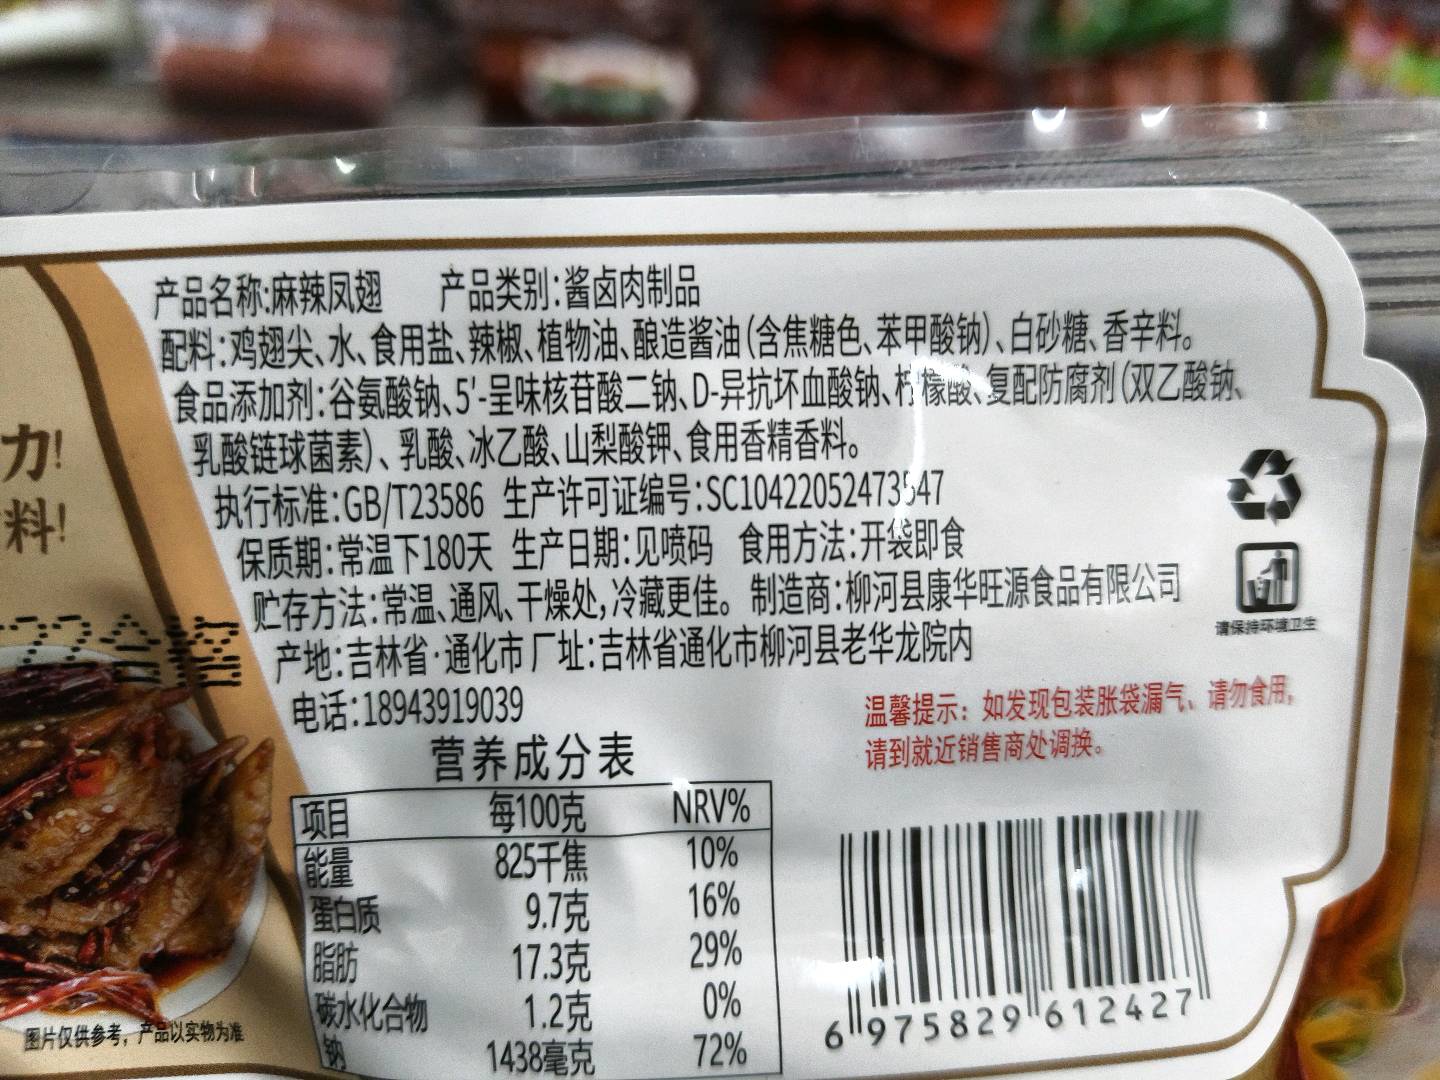 产品名称:麻辣凤翅 产品类别:酱卤肉制品
配料:鸡翅尖、水、食用盐、辣椒、植物油、酿造酱油(含焦糖色、苯甲酸钠)、白砂糖、香辛料。
食品添加剂:谷氨酸钠、5'-呈味核苷酸二钠、D-异抗坏血酸钠、柠檬酸、复配防腐剂(双乙酸钠、
乳酸链球菌素)、乳酸、冰乙酸、山梨酸钾、食用香精香料。
执行标准:GB/T23586 生产许可证编号:SC10422052473547
保质期:常温下180天 生产日期:见喷码 食用方法:开袋即食
贮存方法:常温、通风、干燥处,冷藏更佳。 制造商:柳河县康华旺源食品有限公司
产地:吉林省·通化市 厂址:吉林省通化市柳河县老华龙院内
电话:18943919039
力!
料!
请保持环境卫生
温馨提示：如发现包装胀袋漏气、请勿食用,
请到就近销售商处调换。
营养成分表
项目 每100克 NRV%
能量 825千焦 10%
蛋白质 9.7克 16%
脂肪 17.3克 29%
碳水化合物 1.2克 0%
钠 1438毫克 72%
6 975829 612427
图片仅供参考，产品以实物为准